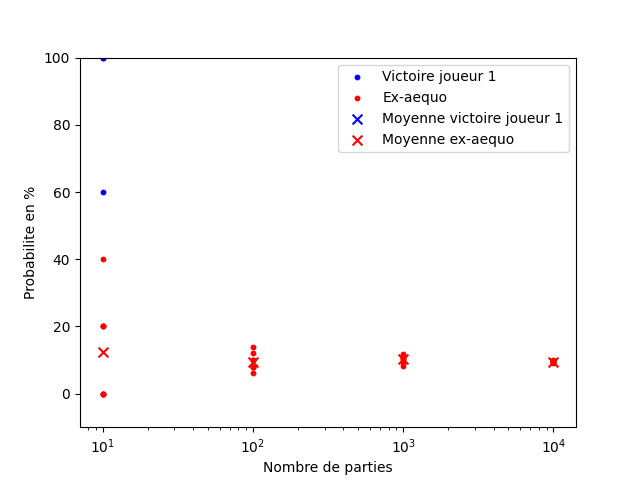 100
80
60
40
20
0
Probabilite en %
Victoire joueur 1
Ex-aequo
Moyenne victoire joueur 1
Moyenne ex-aequo
10¹ 10² 10³ 10⁴
Nombre de parties